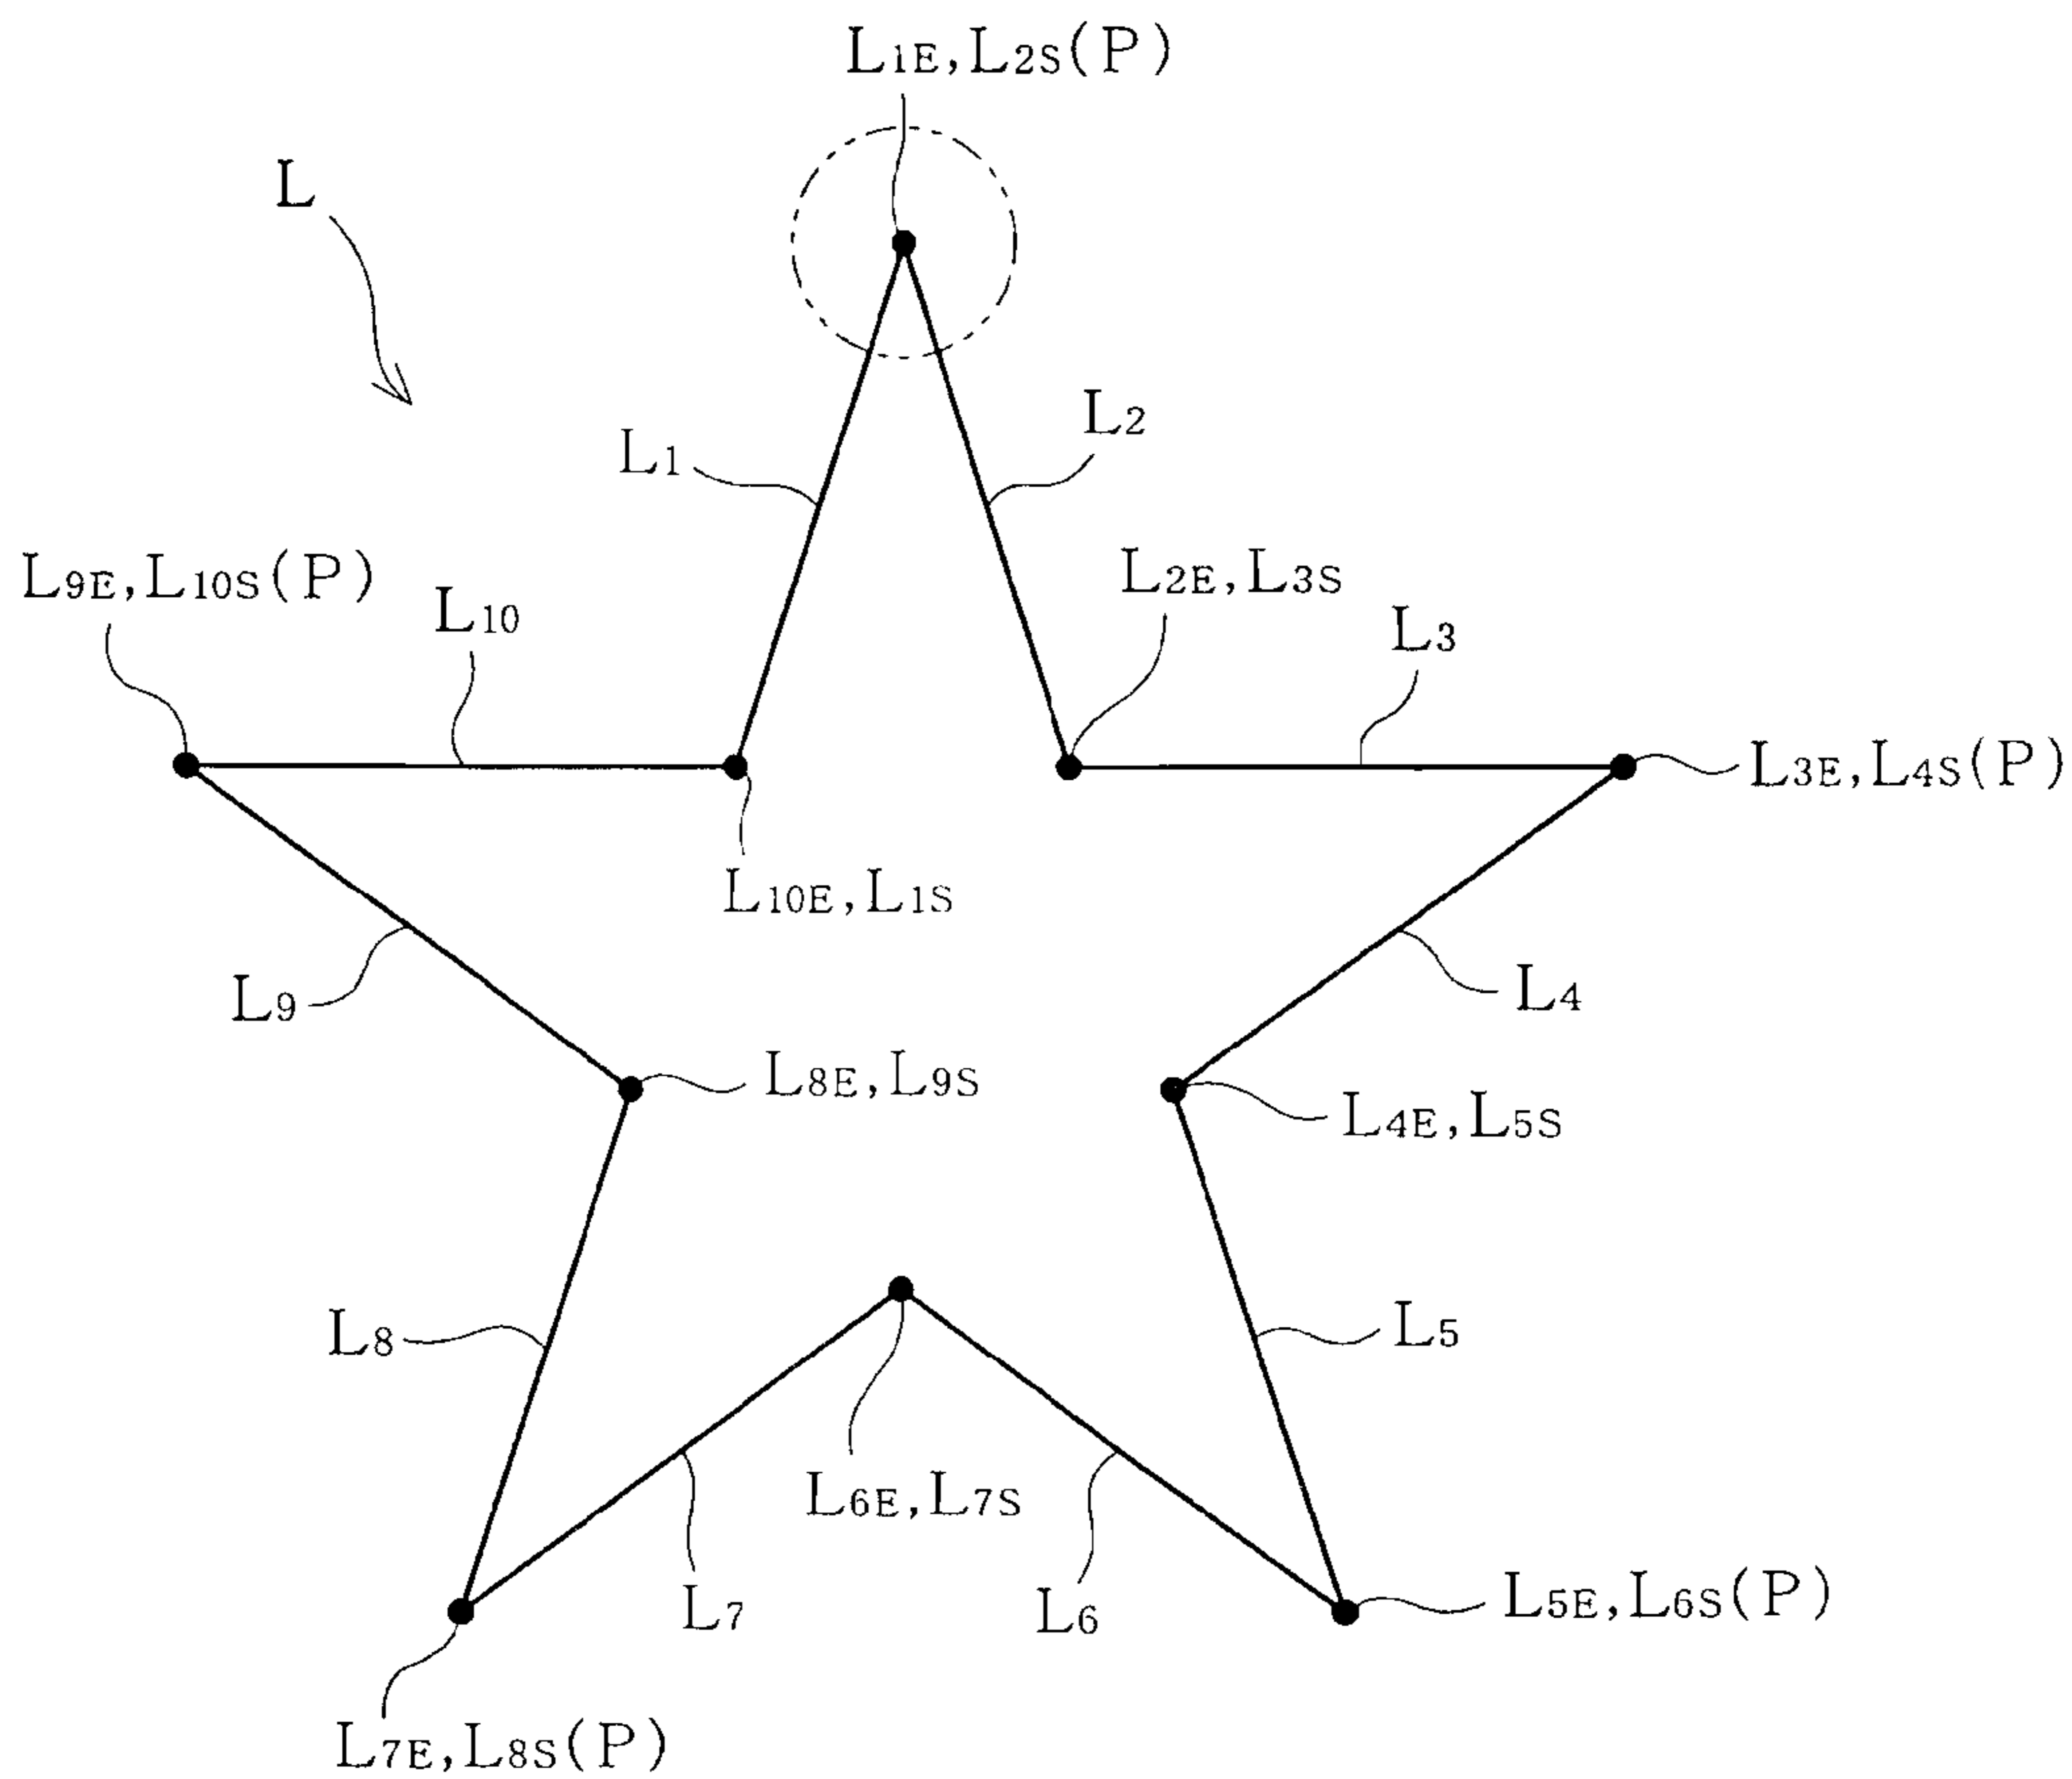 L1E,L2S(P)
L
L2
L1
L2E,L3S
L9E,L10S(P)
L10
L3
L3E,L4S(P)
L10E,L1S
L9
L4
L8E,L9S
L4E,L5S
L8
L5
L6E,L7S
L7
L6
L5E,L6S(P)
L7E,L8S(P)